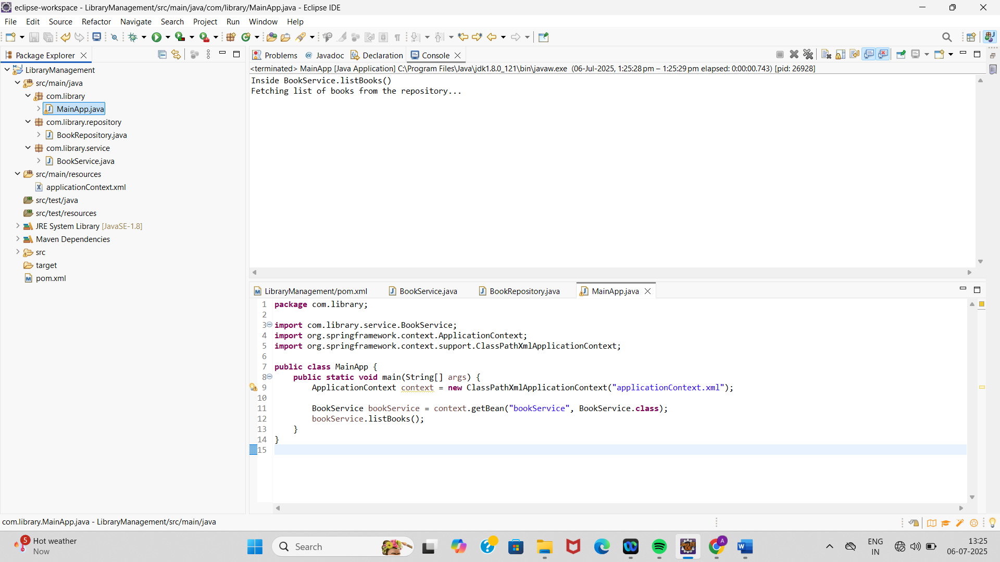 eclipse-workspace - LibraryManagement/src/main/java/com/library/MainApp.java - Eclipse IDE
File Edit Source Refactor Navigate Search Project Run Window Help
Package Explorer
LibraryManagement
src/main/java
com.library
MainApp.java
com.library.repository
BookRepository.java
com.library.service
BookService.java
src/main/resources
applicationContext.xml
src/test/java
src/test/resources
JRE System Library [JavaSE-1.8]
Maven Dependencies
src
target
pom.xml
Problems @ Javadoc Declaration Console
<terminated> MainApp [Java Application] C:\Program Files\Java\jdk1.8.0_121\bin\javaw.exe (06-Jul-2025, 1:25:28 pm – 1:25:29 pm elapsed: 0:00:00.743) [pid: 26928]
Inside BookService.listBooks()
Fetching list of books from the repository...
LibraryManagement/pom.xml BookService.java BookRepository.java MainApp.java
1 package com.library;
2
3 import com.library.service.BookService;
4 import org.springframework.context.ApplicationContext;
5 import org.springframework.context.support.ClassPathXmlApplicationContext;
6
7 public class MainApp {
8 public static void main(String[] args) {
9 ApplicationContext context = new ClassPathXmlApplicationContext("applicationContext.xml");
10
11 BookService bookService = context.getBean("bookService", BookService.class);
12 bookService.listBooks();
13 }
14 }
15
com.library.MainApp.java - LibraryManagement/src/main/java
5
Hot weather
Now
Search
A
ENG
IN
13:25
06-07-2025